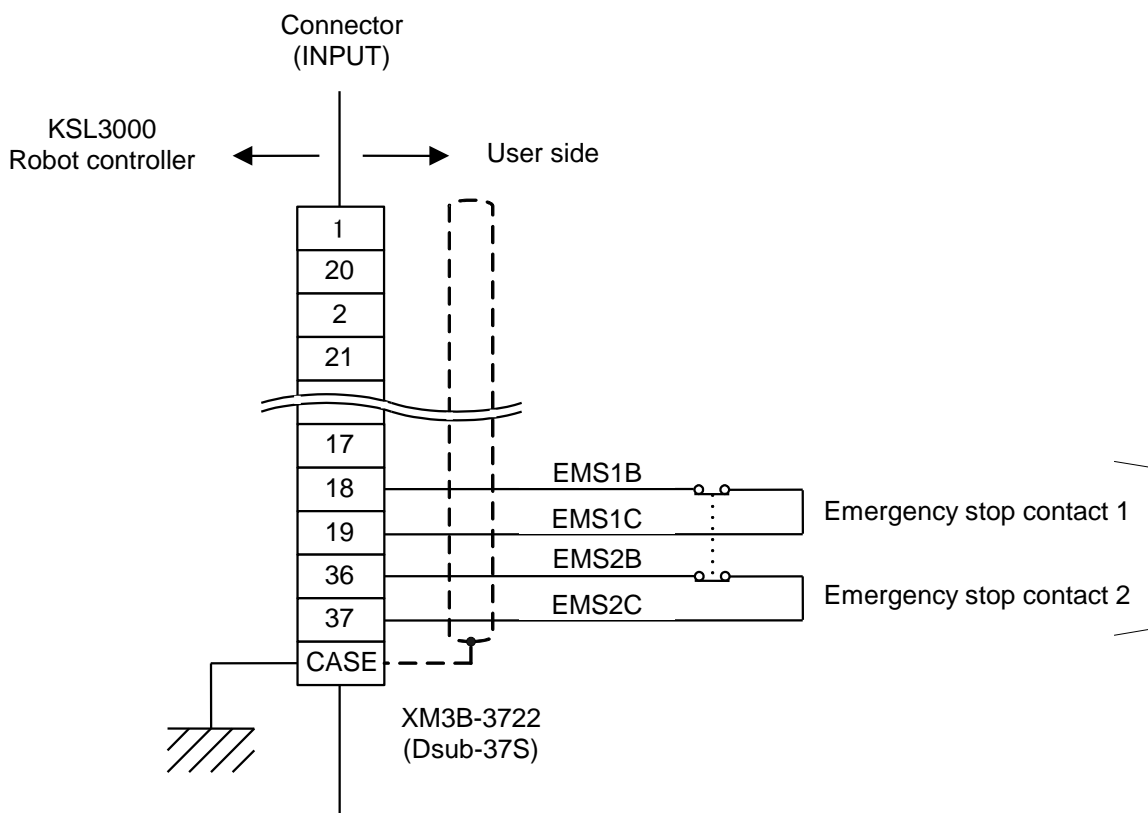 Connector
(INPUT)
KSL3000
Robot controller
User side
1
20
2
21
17
18
19
36
37
CASE
EMS1B
EMS1C
EMS2B
EMS2C
Emergency stop contact 1
Emergency stop contact 2
XM3B-3722
(Dsub-37S)